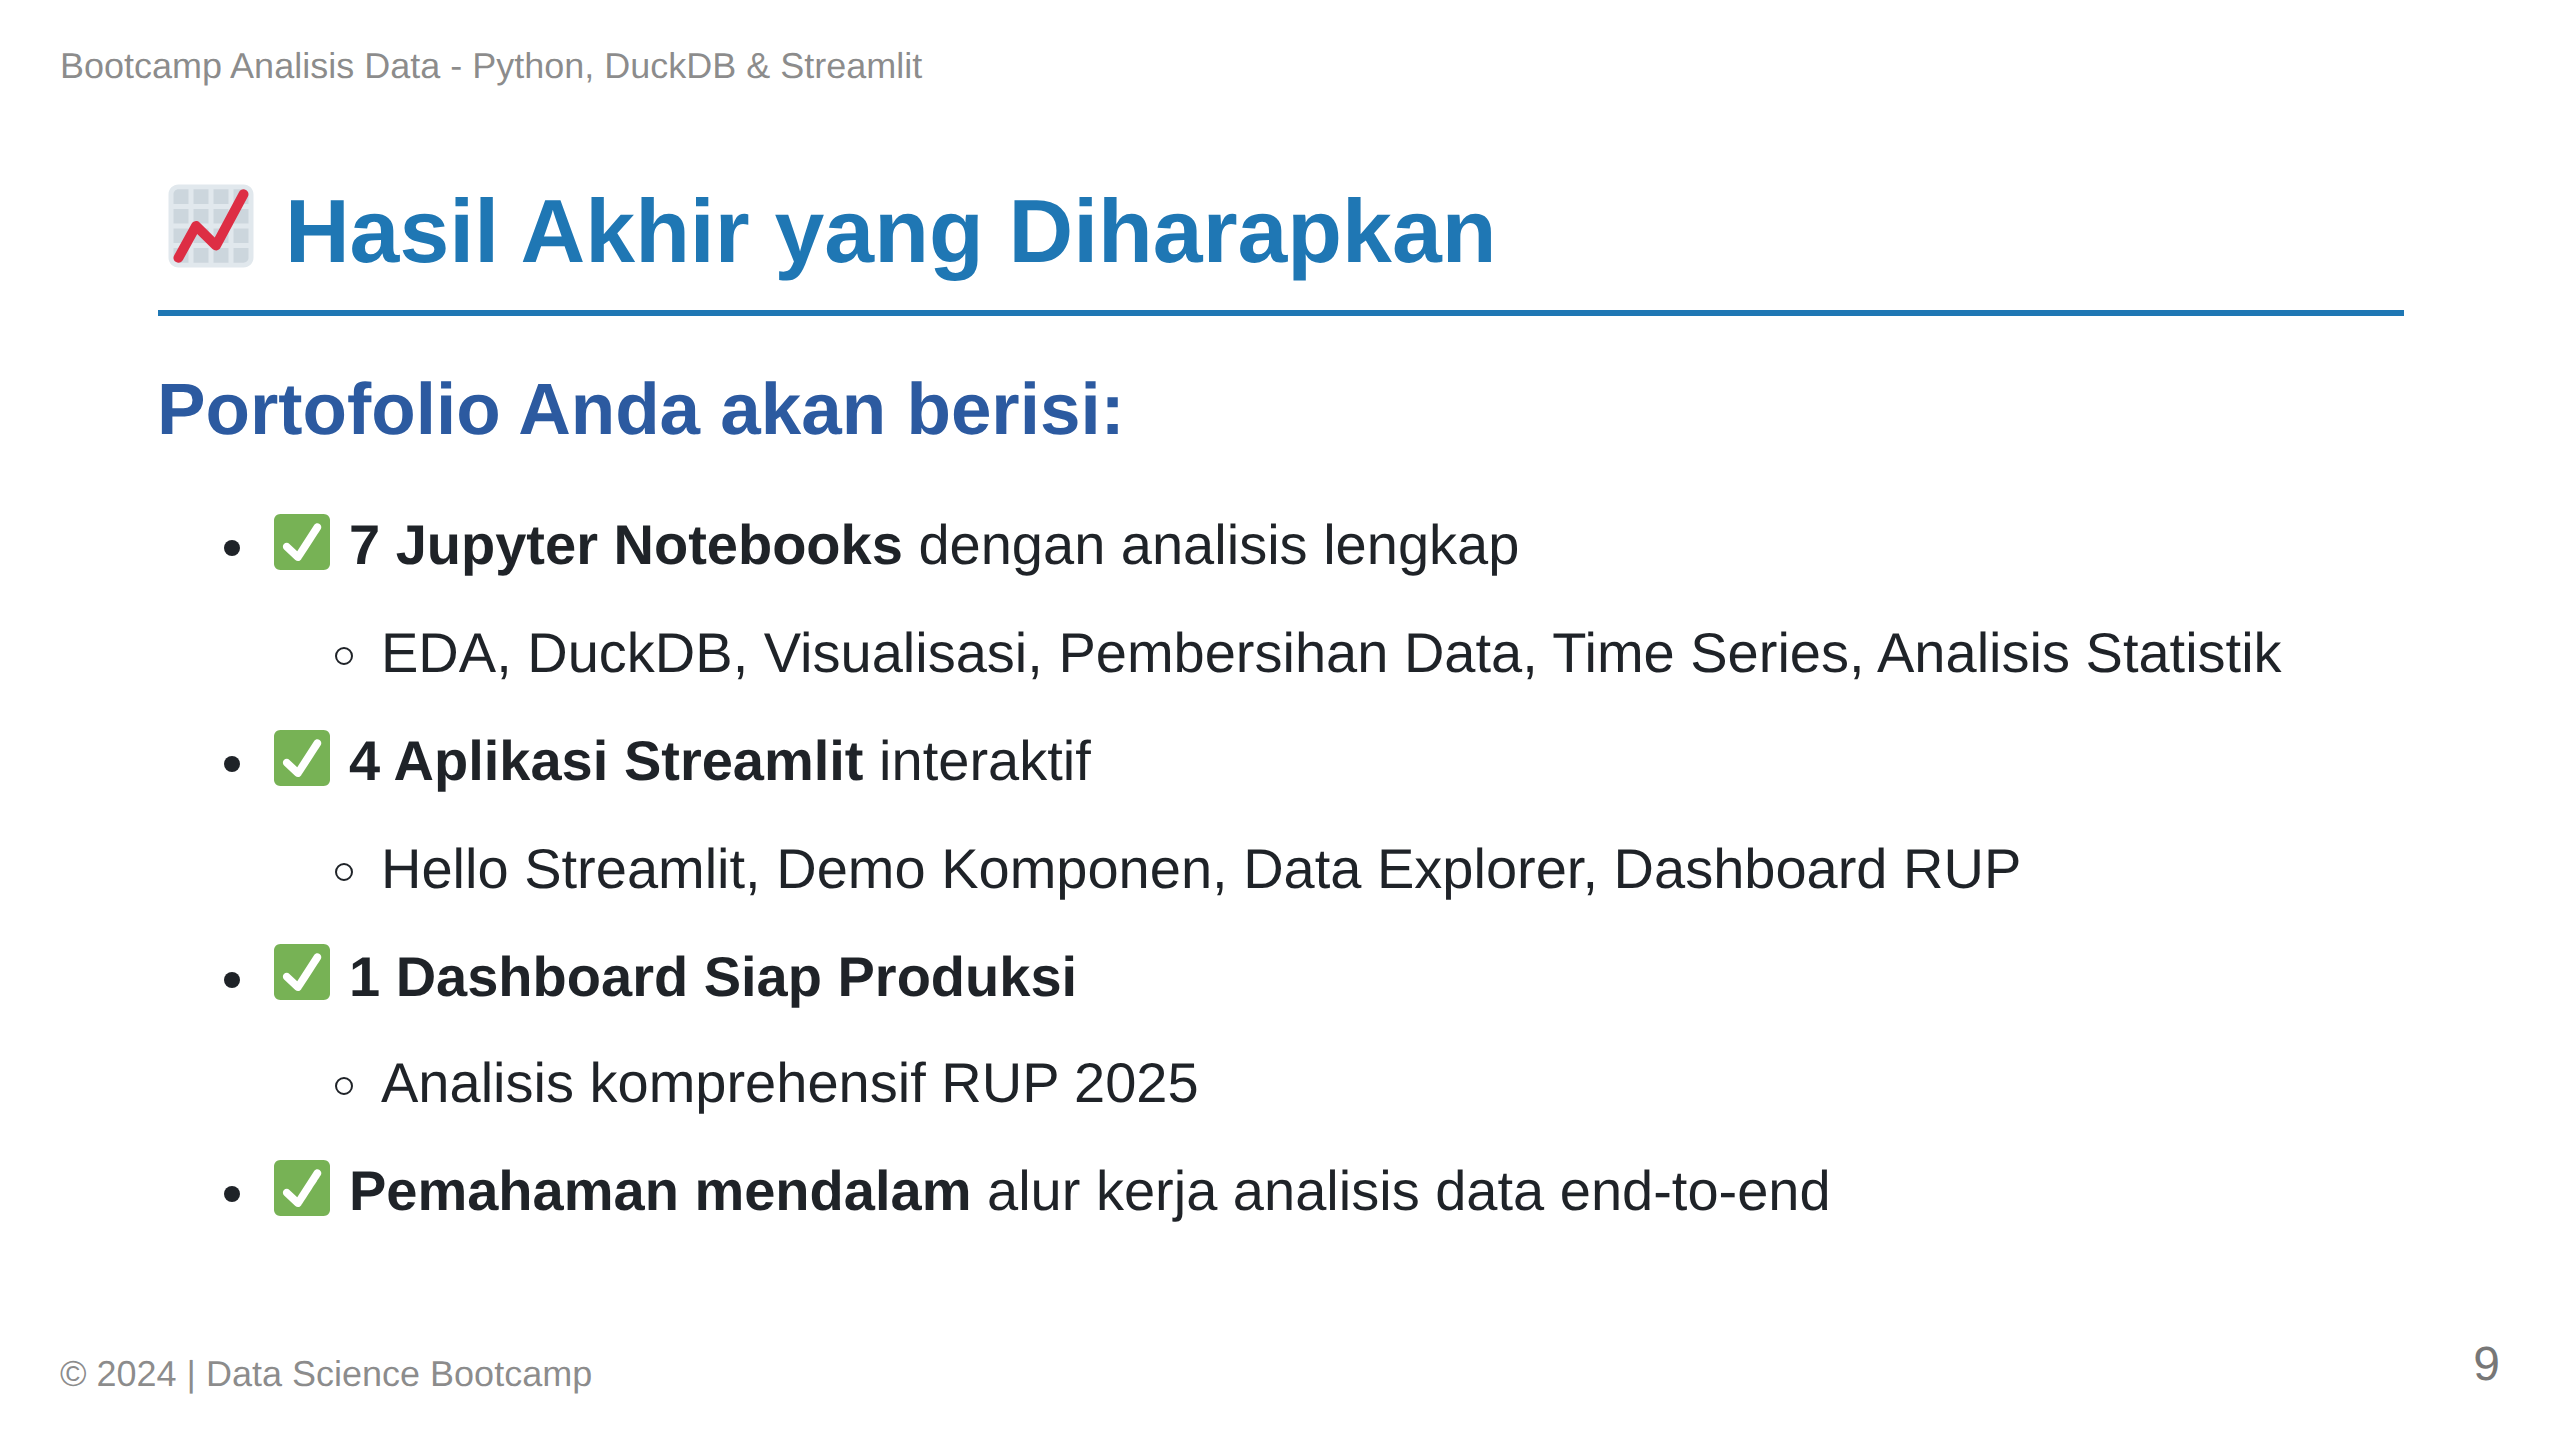 Bootcamp Analisis Data - Python, DuckDB & Streamlit
📈 Hasil Akhir yang Diharapkan
Portofolio Anda akan berisi:
• ✅ 7 Jupyter Notebooks dengan analisis lengkap
◦ EDA, DuckDB, Visualisasi, Pembersihan Data, Time Series, Analisis Statistik
• ✅ 4 Aplikasi Streamlit interaktif
◦ Hello Streamlit, Demo Komponen, Data Explorer, Dashboard RUP
• ✅ 1 Dashboard Siap Produksi
◦ Analisis komprehensif RUP 2025
• ✅ Pemahaman mendalam alur kerja analisis data end-to-end
© 2024 | Data Science Bootcamp
9